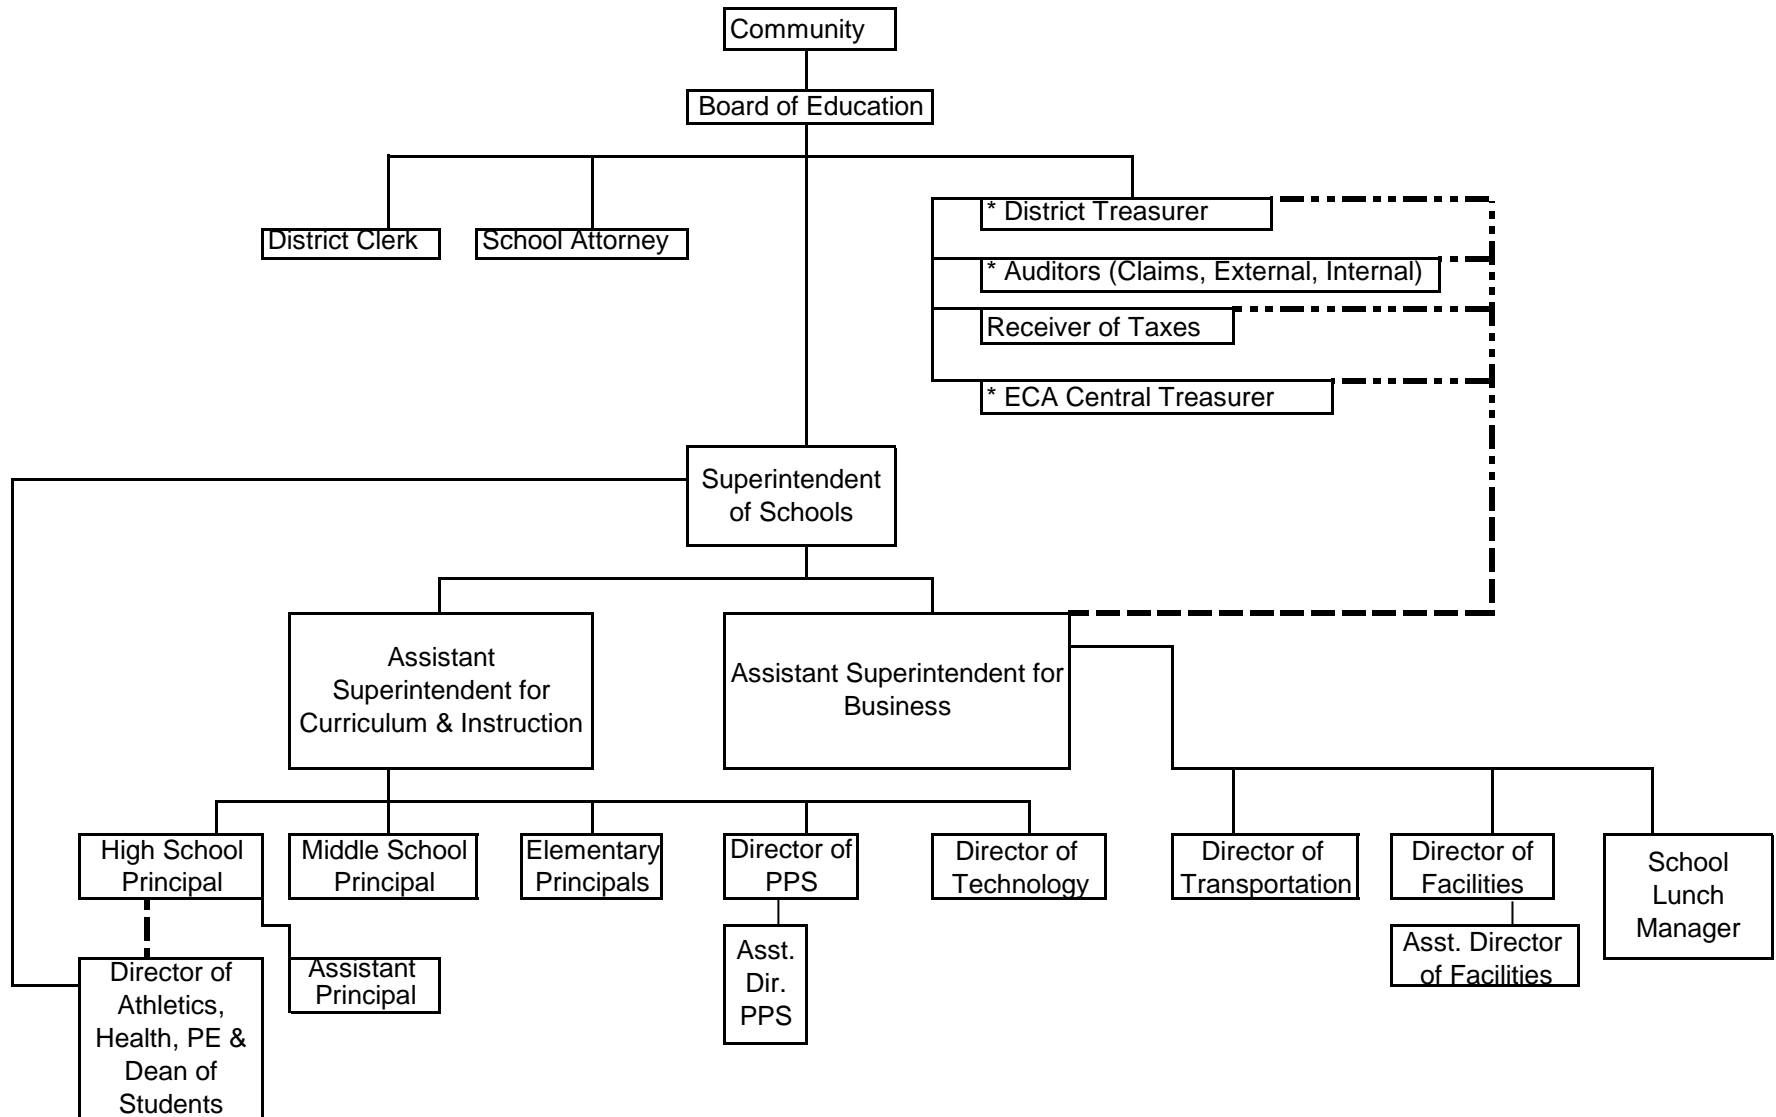 Community
Board of Education
District Clerk
School Attorney
* District Treasurer
* Auditors (Claims, External, Internal)
Receiver of Taxes
* ECA Central Treasurer
Superintendent
of Schools
Assistant
Superintendent for
Curriculum & Instruction
Assistant Superintendent for
Business
High School
Principal
Middle School
Principal
Elementary
Principals
Director of
PPS
Director of
Technology
Director of
Transportation
Director of
Facilities
School
Lunch
Manager
Director of
Athletics,
Health, PE &
Dean of
Students
Assistant
Principal
Asst.
Dir.
PPS
Asst. Director
of Facilities